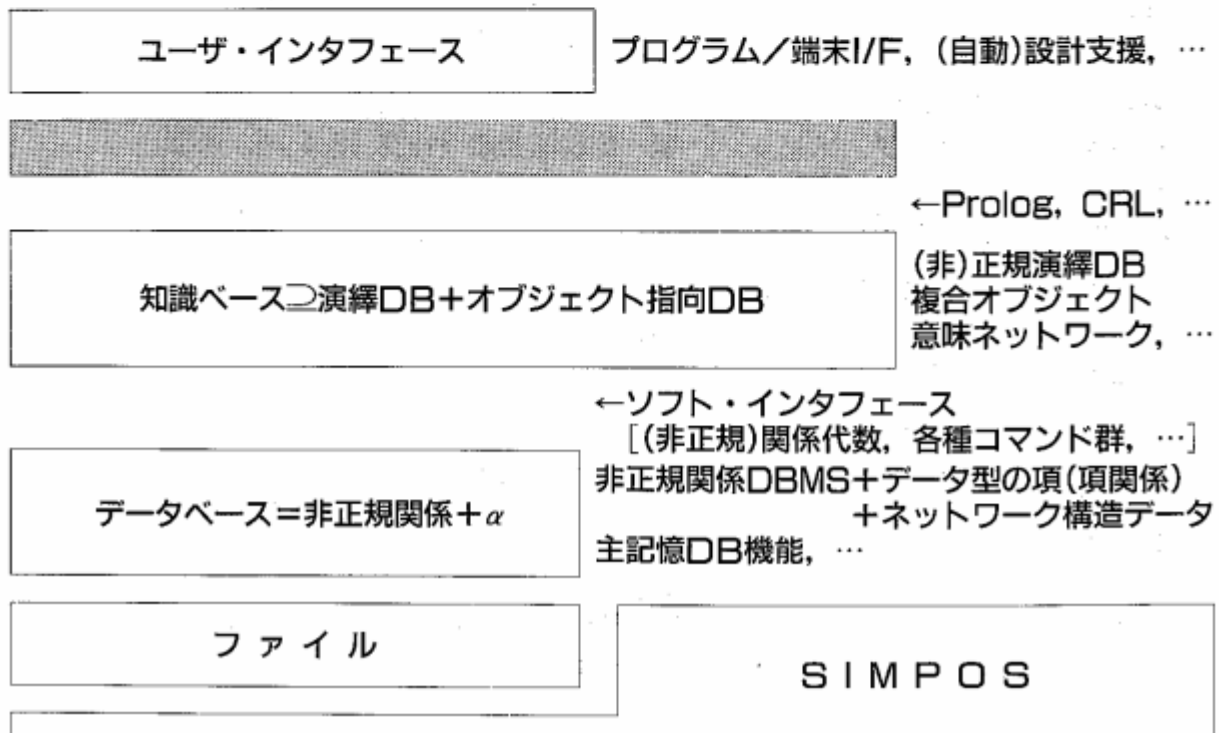 ユーザ・インタフェース
プログラム／端末I/F, (自動)設計支援, …
←Prolog, CRL, …
知識ベース⊇演繹DB＋オブジェクト指向DB
(非)正規演繹DB
複合オブジェクト
意味ネットワーク, …
←ソフト・インタフェース
[(非正規)関係代数, 各種コマンド群, …]
データベース＝非正規関係＋α
非正規関係DBMS＋データ型の項(項関係)
＋ネットワーク構造データ
主記憶DB機能, …
ファイル
SIMPOS